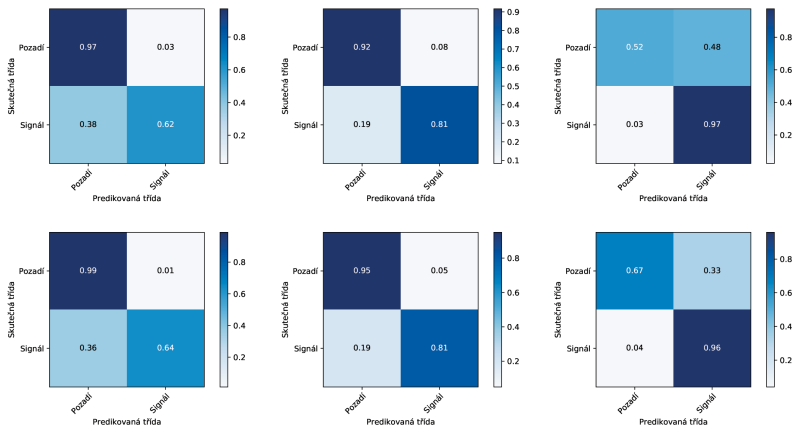 Skutečná třída
Pozadí
Signál
0.97
0.03
0.38
0.62
Pozadí
Signál
Predikovaná třída
0.8
0.6
0.4
0.2
Skutečná třída
Pozadí
Signál
0.92
0.08
0.19
0.81
Pozadí
Signál
Predikovaná třída
0.9
0.8
0.7
0.6
0.5
0.4
0.3
0.2
0.1
Skutečná třída
Pozadí
Signál
0.52
0.48
0.03
0.97
Pozadí
Signál
Predikovaná třída
0.8
0.6
0.4
0.2
Skutečná třída
Pozadí
Signál
0.99
0.01
0.36
0.64
Pozadí
Signál
Predikovaná třída
0.8
0.6
0.4
0.2
Skutečná třída
Pozadí
Signál
0.95
0.05
0.19
0.81
Pozadí
Signál
Predikovaná třída
0.8
0.6
0.4
0.2
Skutečná třída
Pozadí
Signál
0.67
0.33
0.04
0.96
Pozadí
Signál
Predikovaná třída
0.8
0.6
0.4
0.2